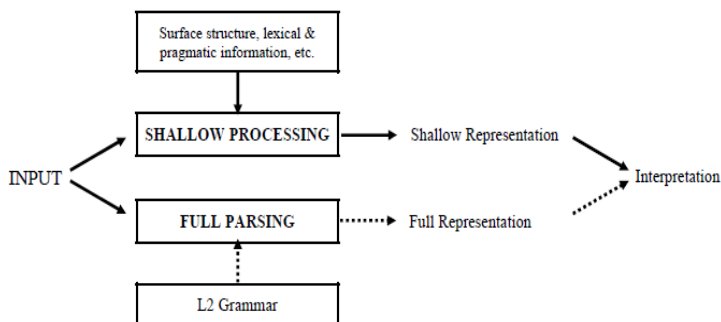 Surface structure, lexical &
pragmatic information, etc.
SHALLOW PROCESSING
Shallow Representation
INPUT
Interpretation
FULL PARSING
Full Representation
L2 Grammar